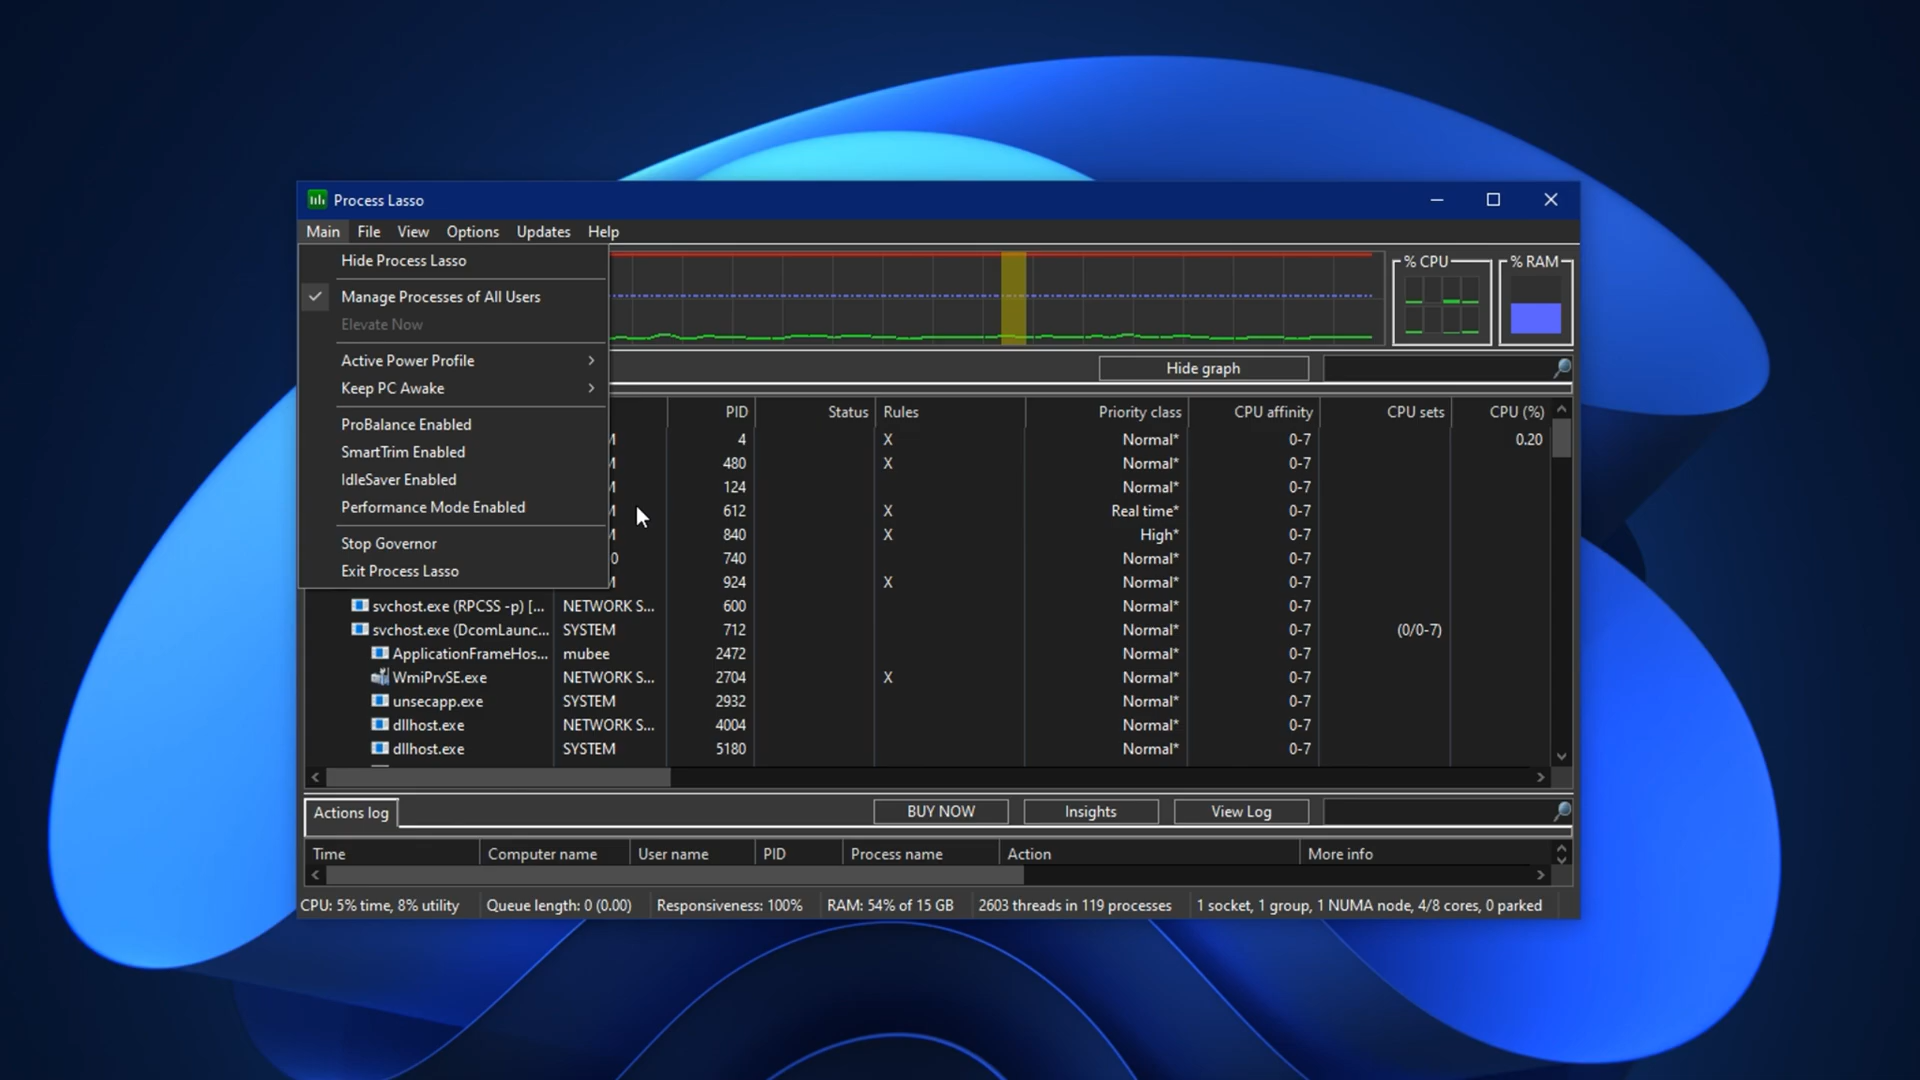 Process Lasso
Main File View Options Updates Help
Hide Process Lasso
Manage Processes of All Users
Elevate Now
Active Power Profile
Keep PC Awake
ProBalance Enabled
SmartTrim Enabled
IdleSaver Enabled
Performance Mode Enabled
Stop Governor
Exit Process Lasso
% CPU % RAM
Hide graph
PID Status Rules Priority class CPU affinity CPU sets CPU (%)
M 4 X Normal* 0-7 0.20
M 480 X Normal* 0-7
M 124 Normal* 0-7
M 612 X Real time* 0-7
M 840 X High* 0-7
0 740 Normal* 0-7
M 924 X Normal* 0-7
svchost.exe (RPCSS -p) [... NETWORK S... 600 Normal* 0-7
svchost.exe (DcomLaunc... SYSTEM 712 Normal* 0-7 (0/0-7)
ApplicationFrameHos... mubee 2472 Normal* 0-7
WmiPrvSE.exe NETWORK S... 2704 X Normal* 0-7
unsecapp.exe SYSTEM 2932 Normal* 0-7
dllhost.exe NETWORK S... 4004 Normal* 0-7
dllhost.exe SYSTEM 5180 Normal* 0-7
Actions log BUY NOW Insights View Log
Time Computer name User name PID Process name Action More info
CPU: 5% time, 8% utility Queue length: 0 (0.00) Responsiveness: 100% RAM: 54% of 15 GB 2603 threads in 119 processes 1 socket, 1 group, 1 NUMA node, 4/8 cores, 0 parked